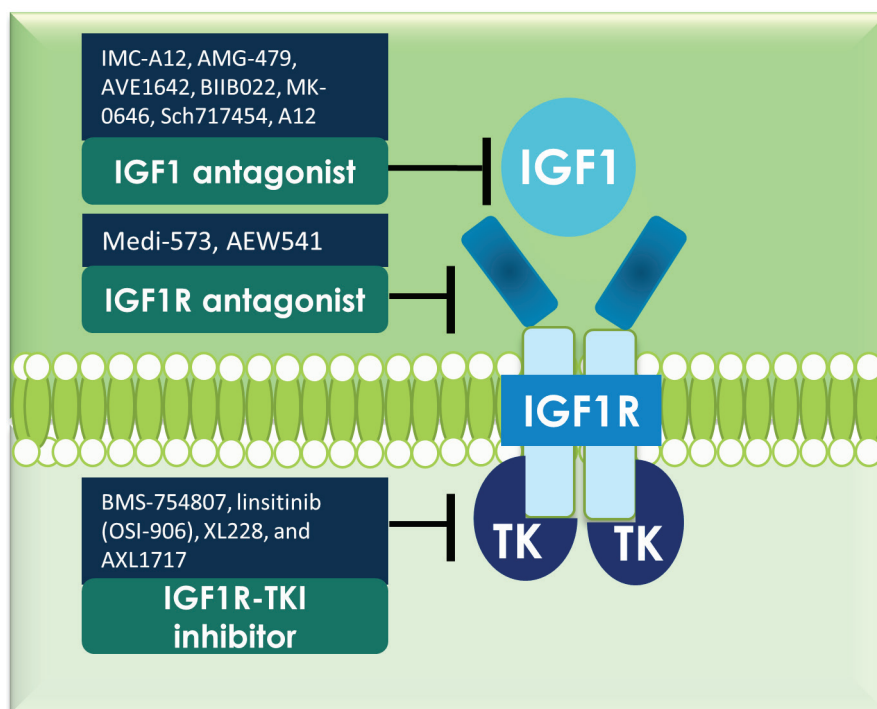 IMC-A12, AMG-479,
AVE1642, BIIB022, MK-
0646, Sch717454, A12
IGF1 antagonist
IGF1
Medi-573, AEW541
IGF1R antagonist
IGF1R
BMS-754807, linsitinib
(OSI-906), XL228, and
AXL1717
TK
TK
IGF1R-TKI
inhibitor